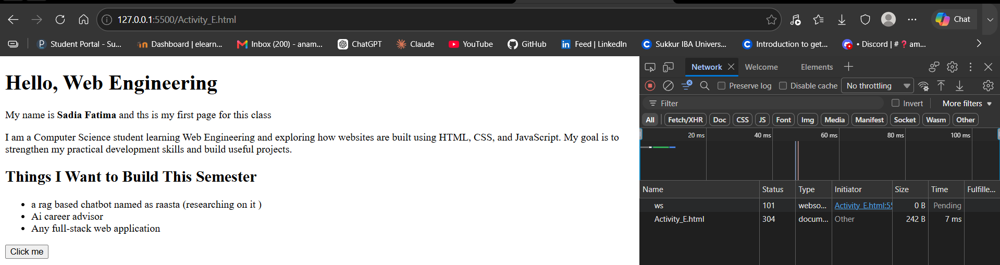 127.0.0.1:5500/Activity_E.html
Chat
Student Portal - Su...
Dashboard | elearn...
Inbox (200) - anam...
ChatGPT
Claude
YouTube
GitHub
Feed | LinkedIn
Sukkur IBA Univers...
Introduction to get...
• Discord | #❓am...
Hello, Web Engineering
My name is Sadia Fatima and ths is my first page for this class
I am a Computer Science student learning Web Engineering and exploring how websites are built using HTML, CSS, and JavaScript. My goal is to
strengthen my practical development skills and build useful projects.
Things I Want to Build This Semester
• a rag based chatbot named as raasta (researching on it )
• Ai career advisor
• Any full-stack web application
Click me
Network Welcome Elements
Preserve log Disable cache No throttling
Filter Invert More filters
All Fetch/XHR Doc CSS JS Font Img Media Manifest Socket Wasm Other
20 ms 40 ms 60 ms 80 ms 100 ms
Name Status Type Initiator Size Time Fulfille...
ws 101 webso... Activity_E.html:55 0 B Pending
Activity_E.html 304 docum... Other 242 B 7 ms